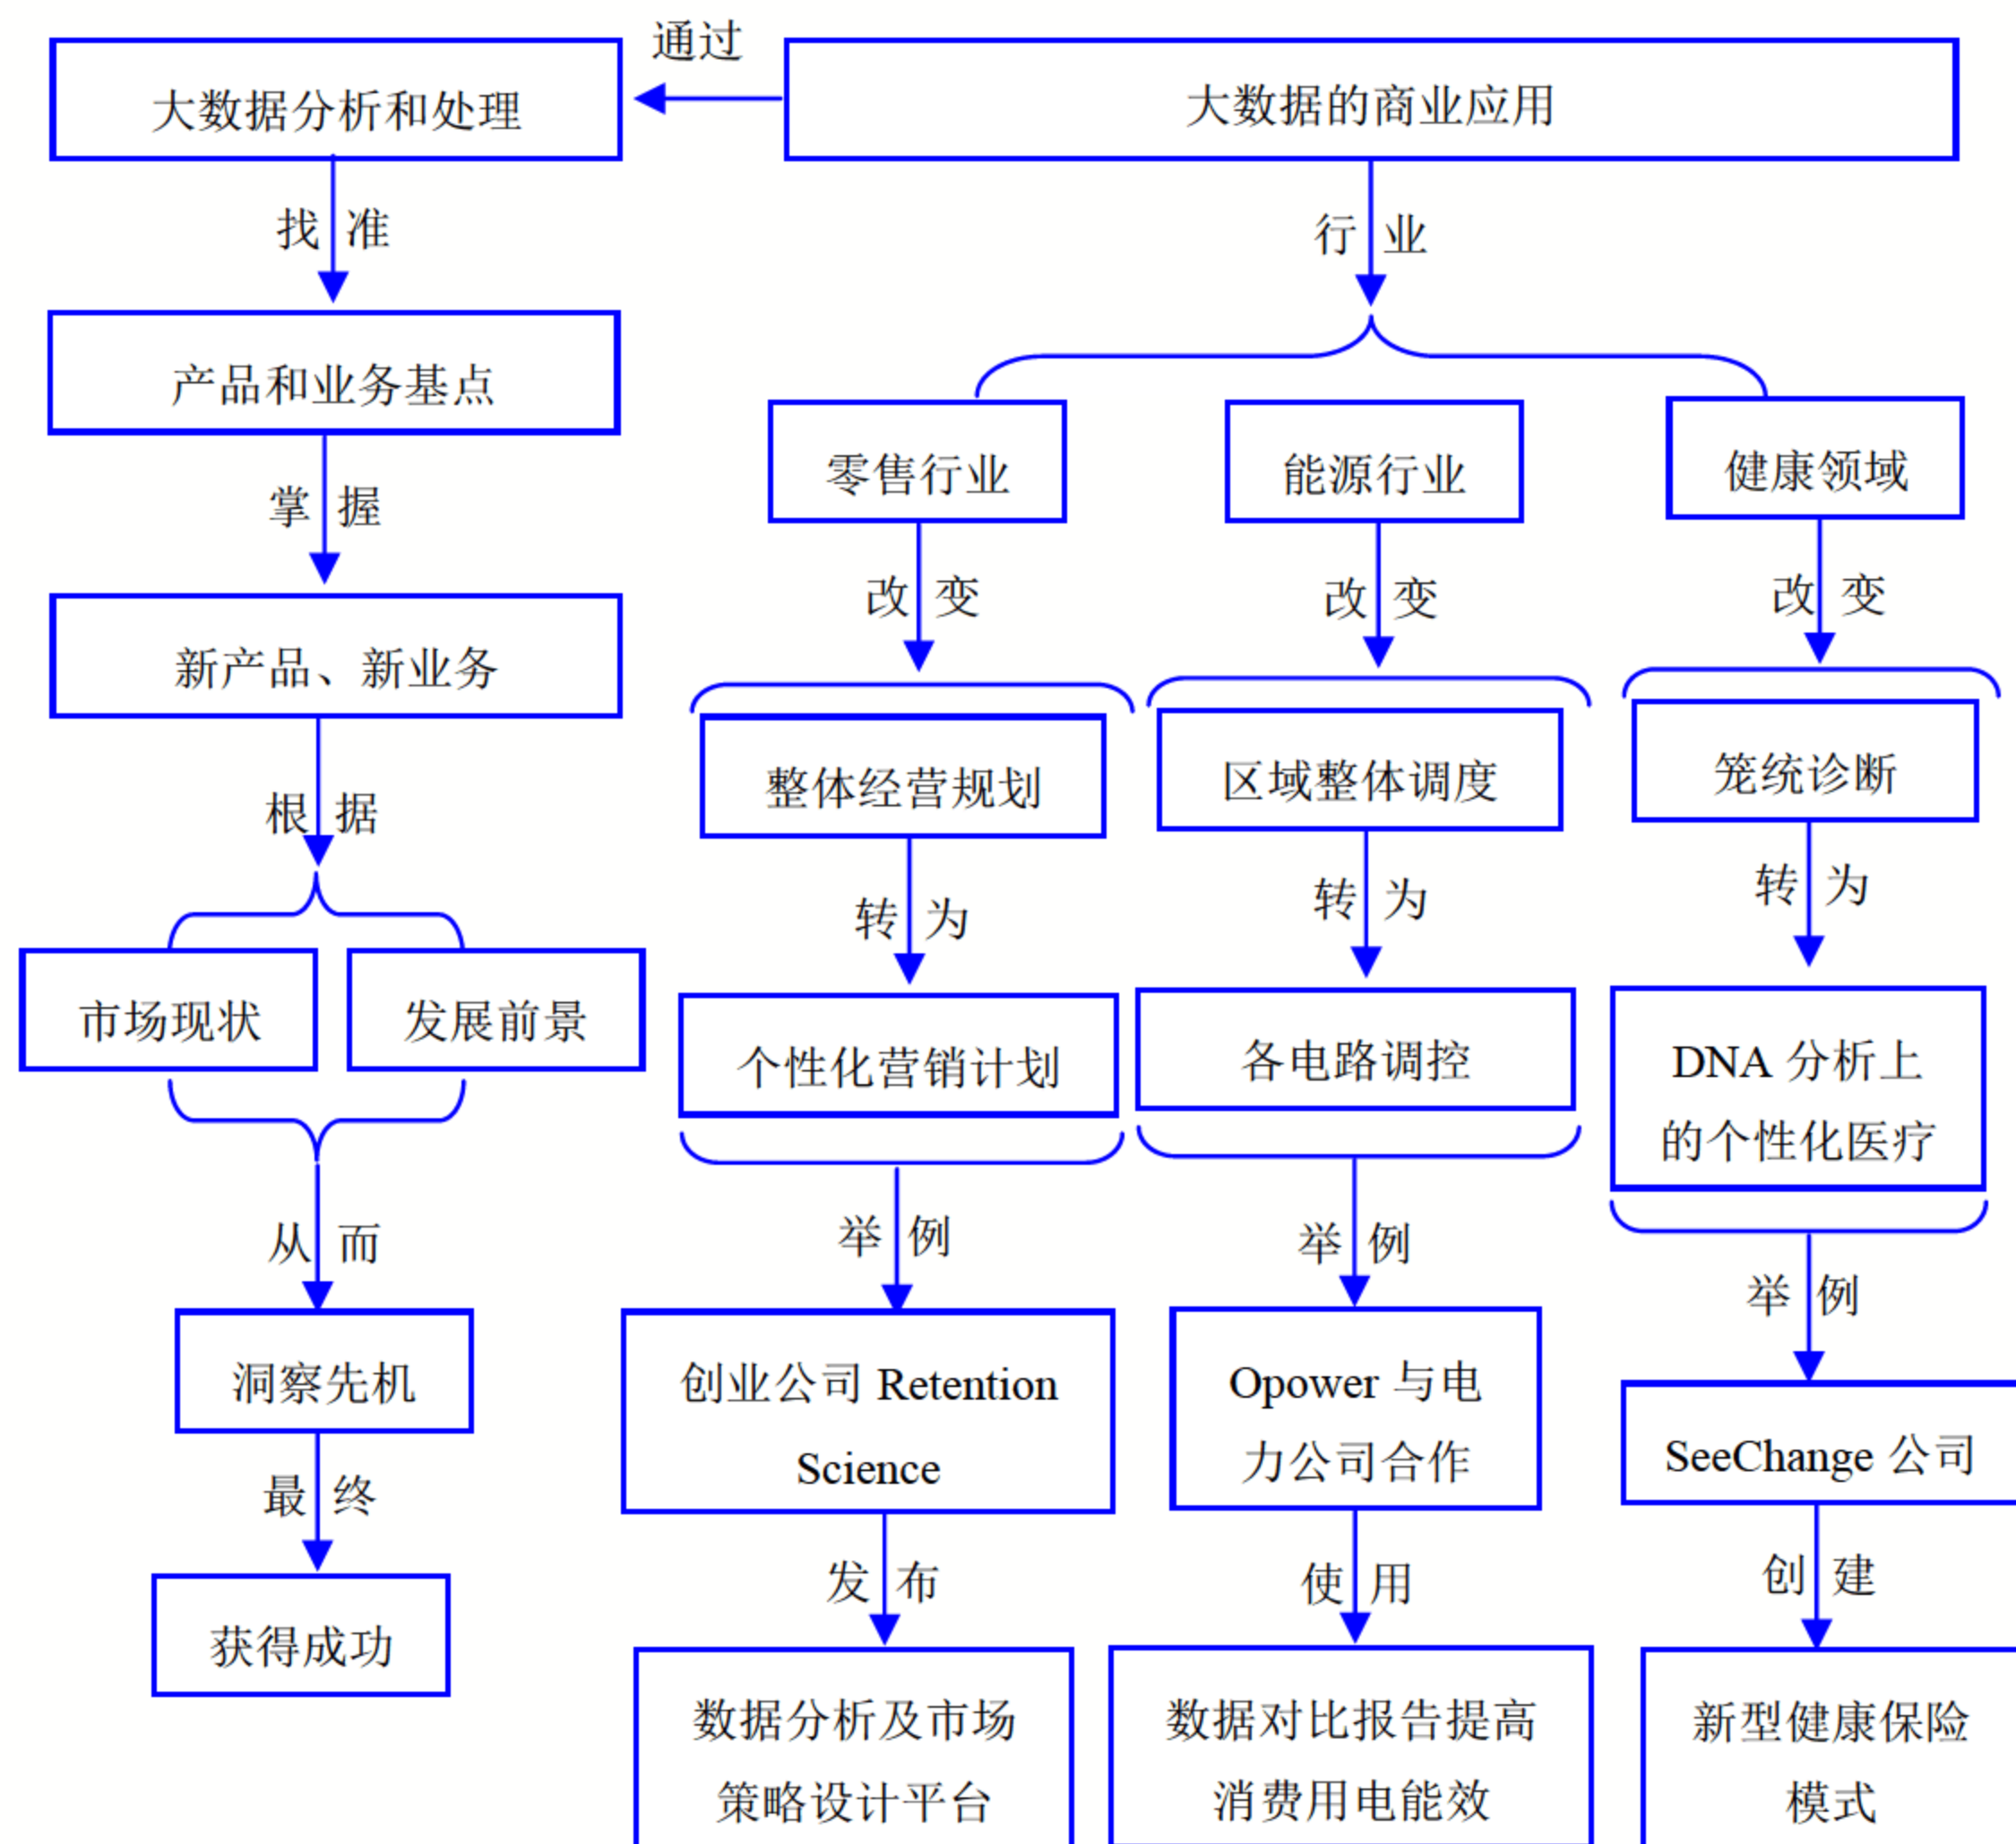 通过
大数据分析和处理
大数据的商业应用
找准
产品和业务基点
掌握
新产品、新业务
根据
市场现状
发展前景
从而
洞察先机
最终
获得成功
行业
零售行业
改变
整体经营规划
转为
个性化营销计划
举例
创业公司 Retention
Science
发布
数据分析及市场
策略设计平台
能源行业
改变
区域整体调度
转为
各电路调控
举例
Opower 与电
力公司合作
使用
数据对比报告提高
消费用电能效
健康领域
改变
笼统诊断
转为
DNA 分析上
的个性化医疗
举例
SeeChange 公司
创建
新型健康保险
模式